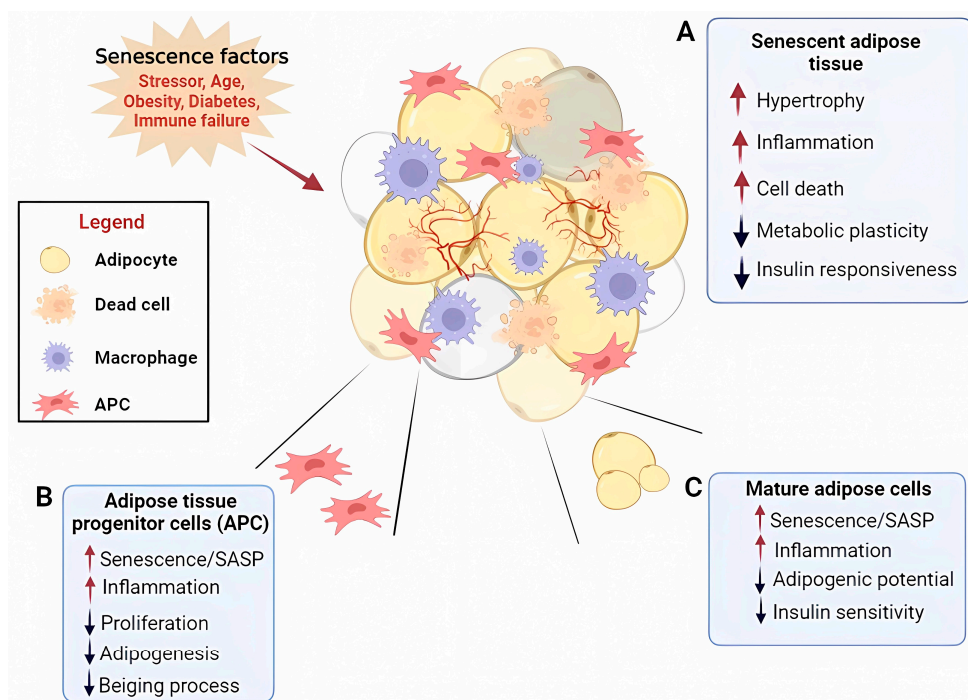 Senescence factors
Stressor, Age,
Obesity, Diabetes,
Immune failure
Legend
Adipocyte
Dead cell
Macrophage
APC
A
Senescent adipose
tissue
Hypertrophy
Inflammation
Cell death
Metabolic plasticity
Insulin responsiveness
B
Adipose tissue
progenitor cells (APC)
Senescence/SASP
Inflammation
Proliferation
Adipogenesis
Beiging process
C
Mature adipose cells
Senescence/SASP
Inflammation
Adipogenic potential
Insulin sensitivity